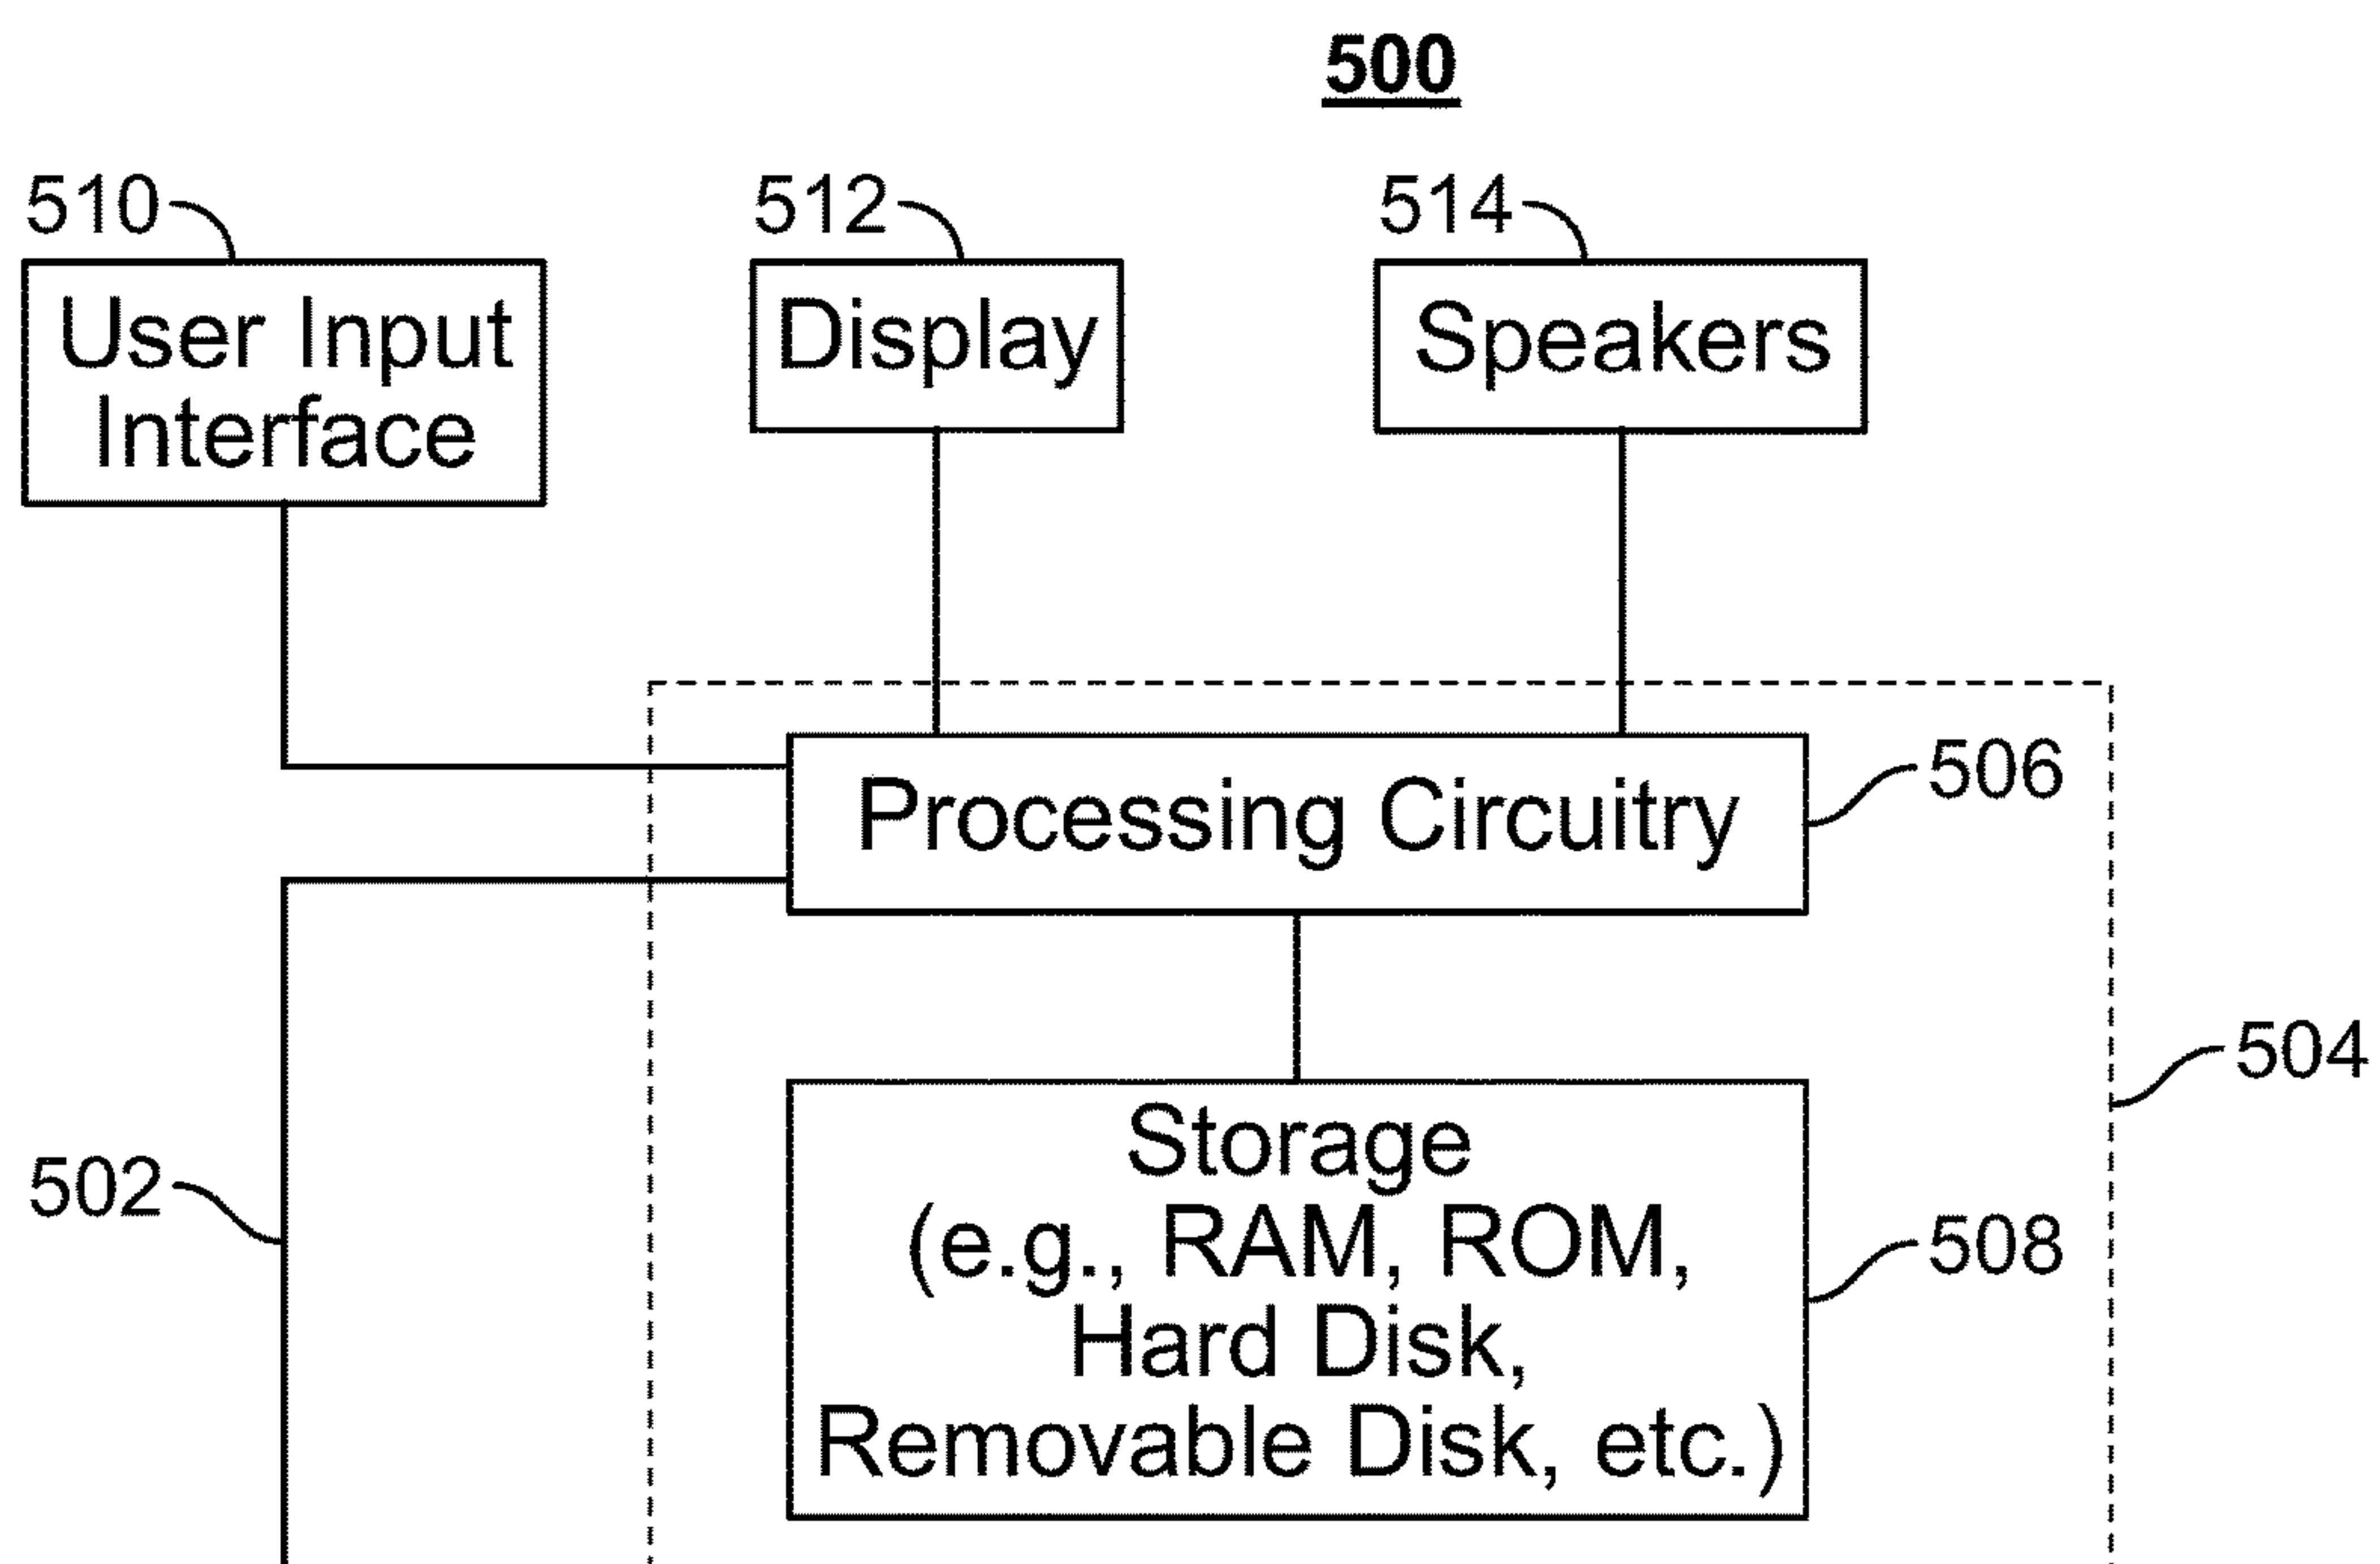 500
510
512
514
User Input
Interface
Display
Speakers
Processing Circuitry
506
504
502
Storage
(e.g., RAM, ROM,
Hard Disk,
Removable Disk, etc.)
508